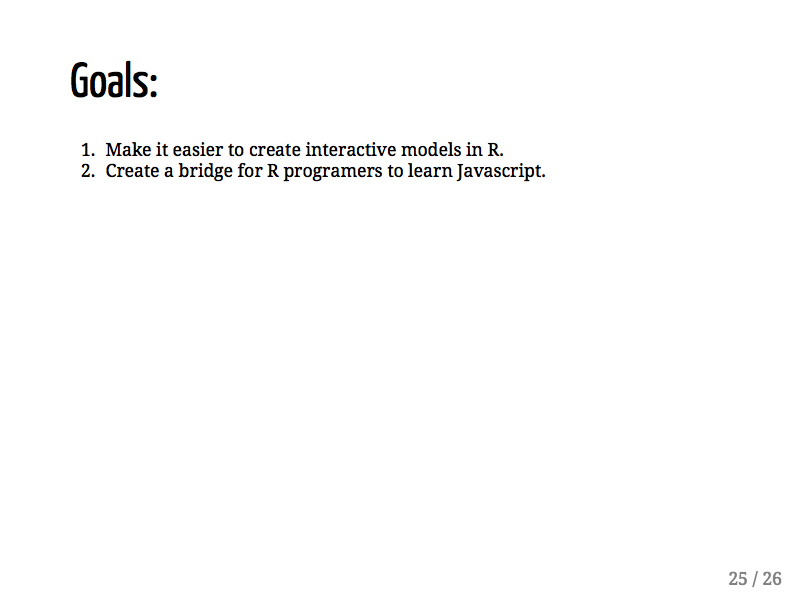 Goals:
1. Make it easier to create interactive models in R.
2. Create a bridge for R programers to learn Javascript.
25 / 26